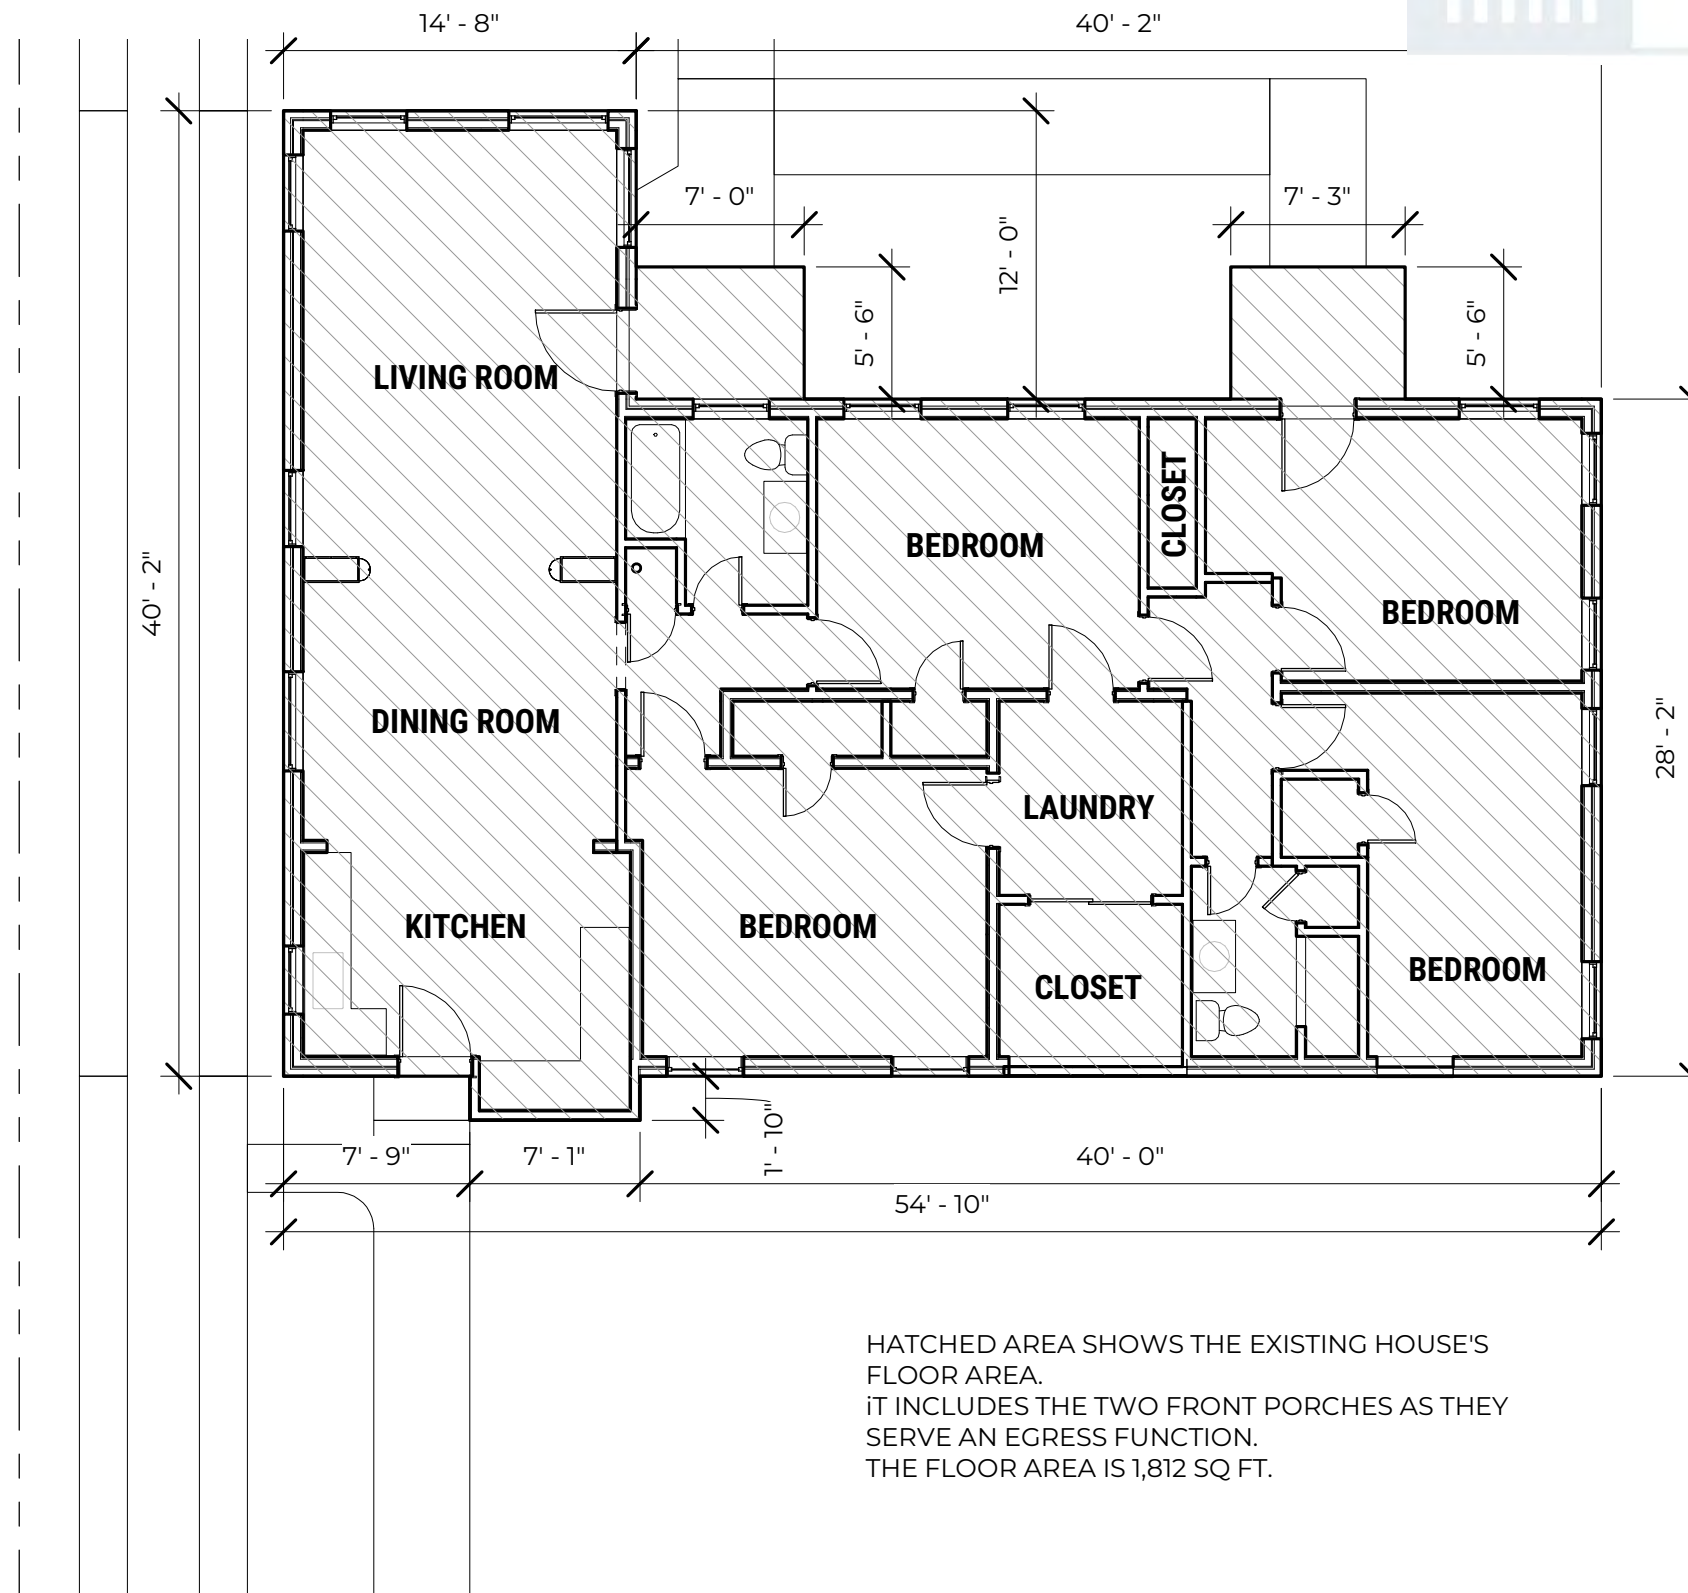 14' - 8"
40' - 2"
7' - 0"
7' - 3"
12' - 0"
5' - 6"
5' - 6"
LIVING ROOM
CLOSET
BEDROOM
BEDROOM
40' - 2"
DINING ROOM
28' - 2"
LAUNDRY
KITCHEN
BEDROOM
BEDROOM
CLOSET
1' - 10"
7' - 9"
7' - 1"
40' - 0"
54' - 10"
HATCHED AREA SHOWS THE EXISTING HOUSE'S
FLOOR AREA.
iT INCLUDES THE TWO FRONT PORCHES AS THEY
SERVE AN EGRESS FUNCTION.
THE FLOOR AREA IS 1,812 SQ FT.